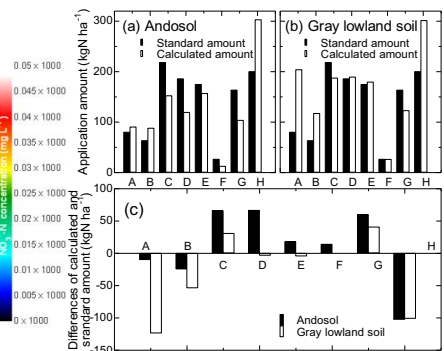 (a) Andosol
Standard amount
Calculated amount
(b) Gray lowland soil
Standard amount
Calculated amount
Application amount (kgN ha⁻¹)
300
200
100
0
A B C D E F G H
A B C D E F G H
NO₃-N concentration (mg L⁻¹)
0.05 x 1000
0.045 x 1000
0.04 x 1000
0.035 x 1000
0.03 x 1000
0.025 x 1000
0.02 x 1000
0.015 x 1000
0.01 x 1000
0.005 x 1000
0 x 1000
Differences of calculated and
standard amount (kgN ha⁻¹)
100
50
0
-50
-100
-150
(c)
A B C D E F G H
Andosol
Gray lowland soil